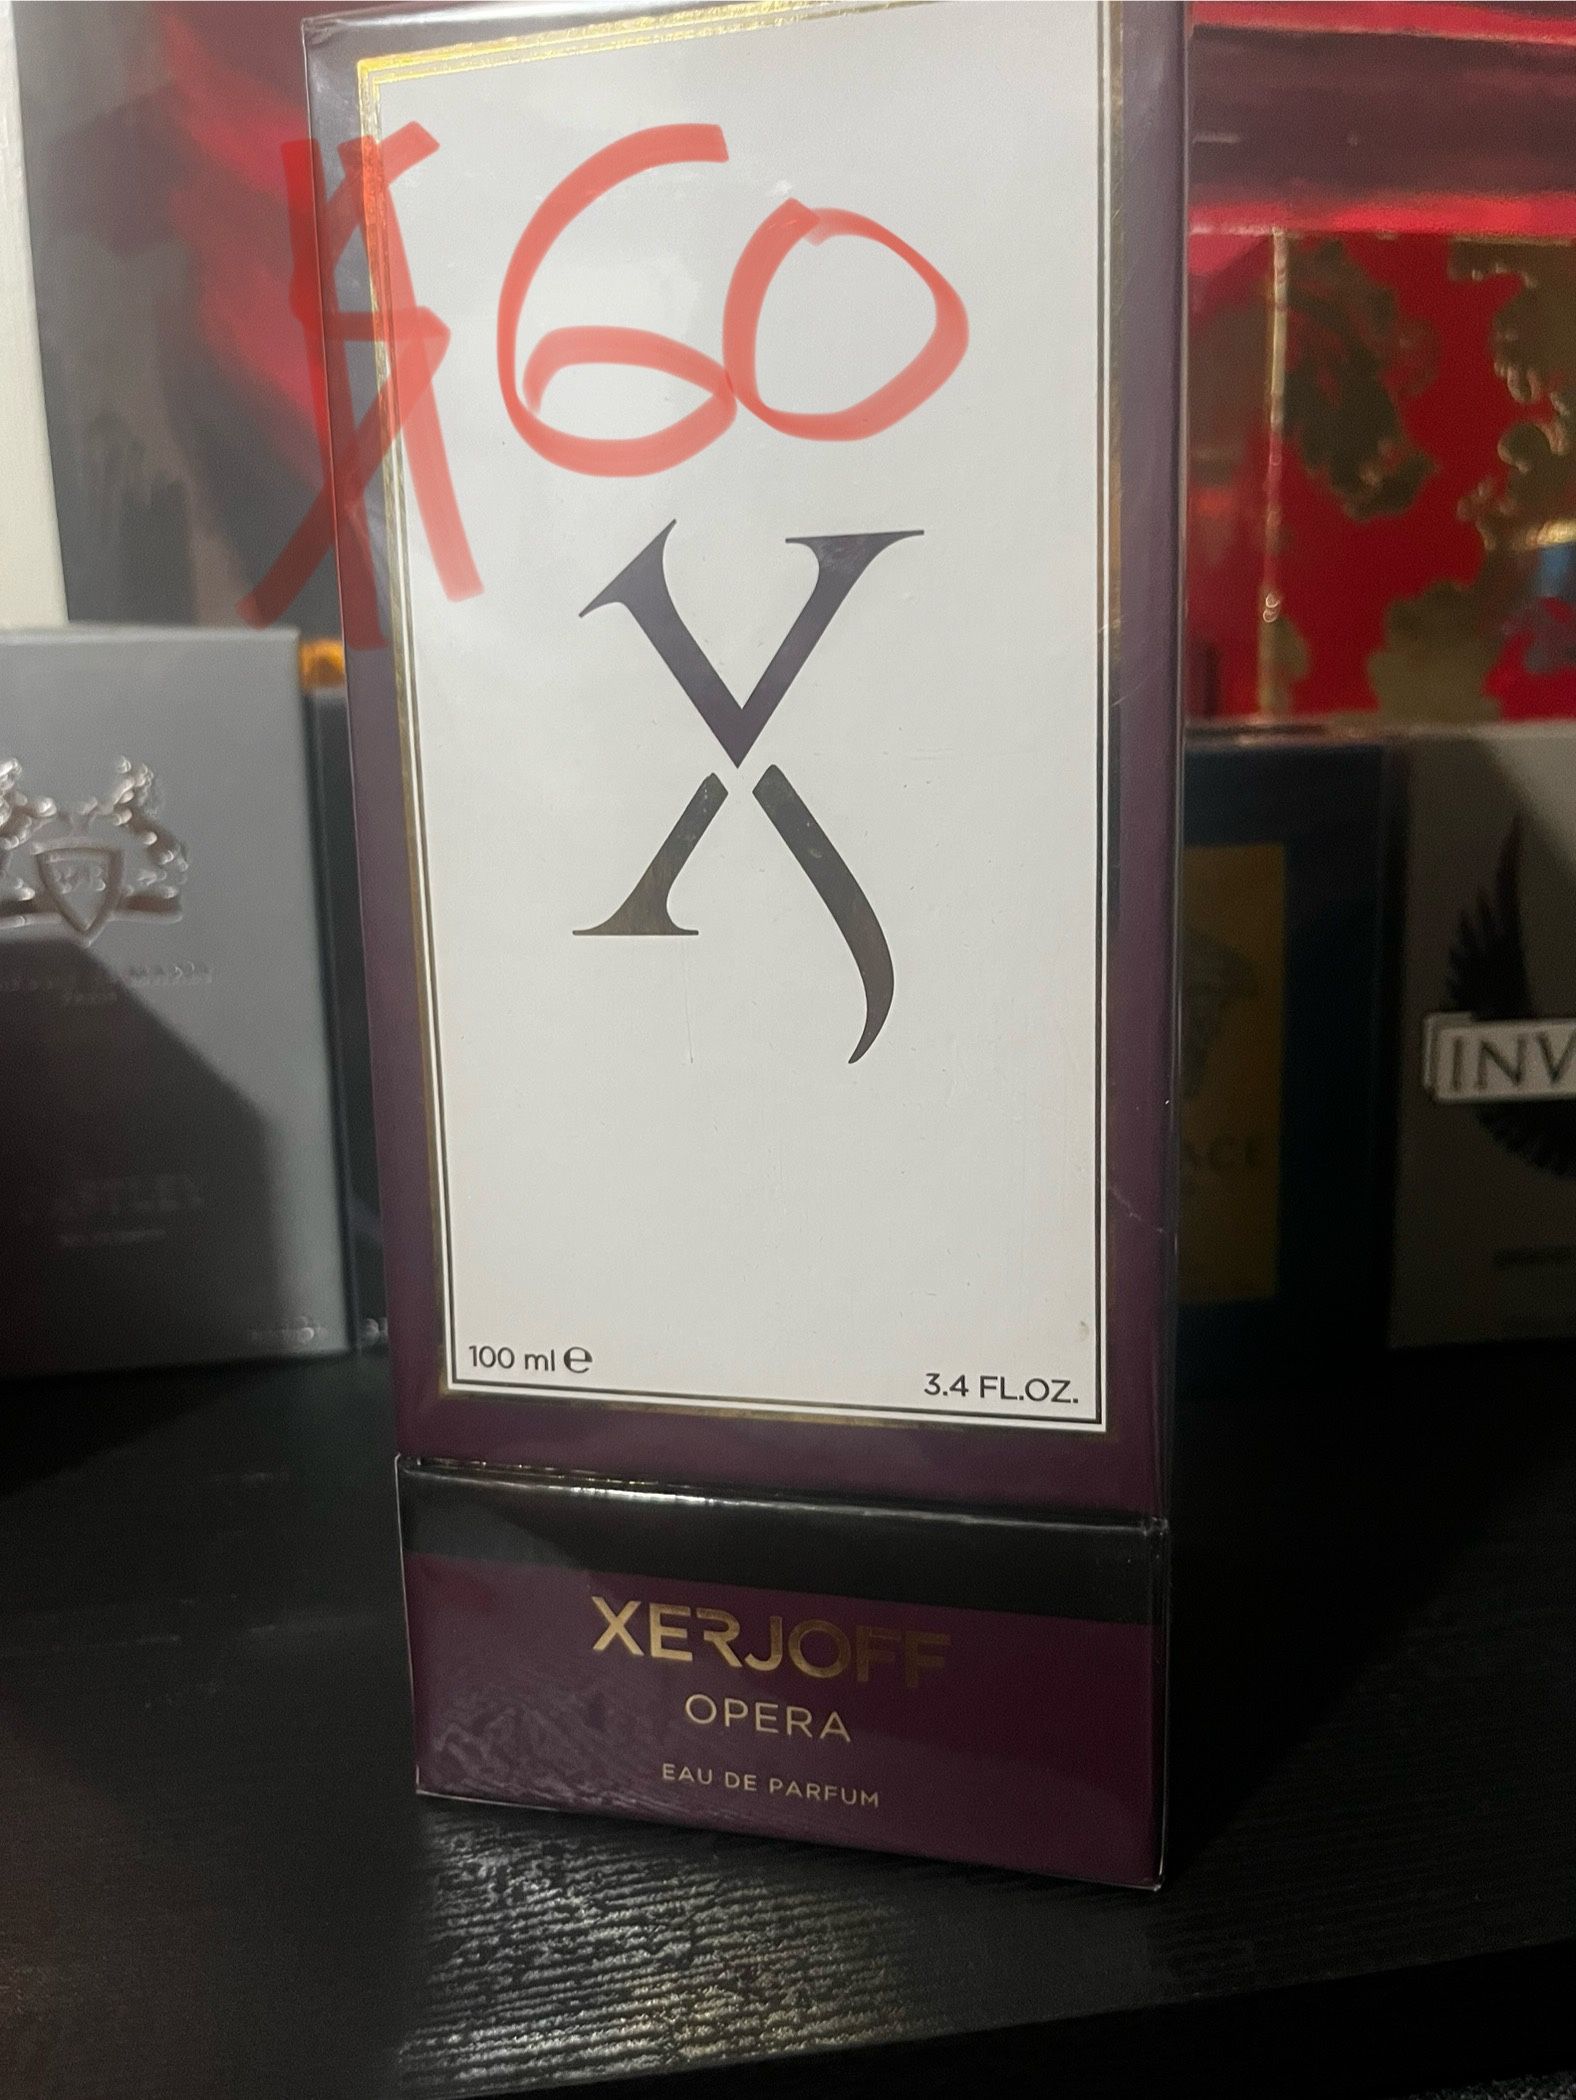 $60
X
100 ml e
3.4 FL.OZ.
XERJOFF
OPERA
EAU DE PARFUM
INV